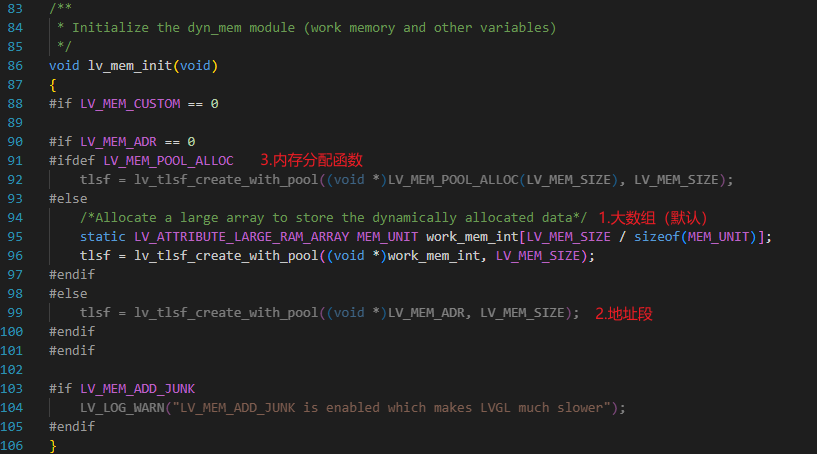 83 /**
84 * Initialize the dyn_mem module (work memory and other variables)
85 */
86 void lv_mem_init(void)
87 {
88 #if LV_MEM_CUSTOM == 0
89
90 #if LV_MEM_ADR == 0
91 #ifdef LV_MEM_POOL_ALLOC 3.内存分配函数
92 tlsf = lv_tlsf_create_with_pool((void *)LV_MEM_POOL_ALLOC(LV_MEM_SIZE), LV_MEM_SIZE);
93 #else
94 /*Allocate a large array to store the dynamically allocated data*/ 1.大数组（默认）
95 static LV_ATTRIBUTE_LARGE_RAM_ARRAY MEM_UNIT work_mem_int[LV_MEM_SIZE / sizeof(MEM_UNIT)];
96 tlsf = lv_tlsf_create_with_pool((void *)work_mem_int, LV_MEM_SIZE);
97 #endif
98 #else
99 tlsf = lv_tlsf_create_with_pool((void *)LV_MEM_ADR, LV_MEM_SIZE); 2.地址段
100 #endif
101 #endif
102
103 #if LV_MEM_ADD_JUNK
104 LV_LOG_WARN("LV_MEM_ADD_JUNK is enabled which makes LVGL much slower");
105 #endif
106 }